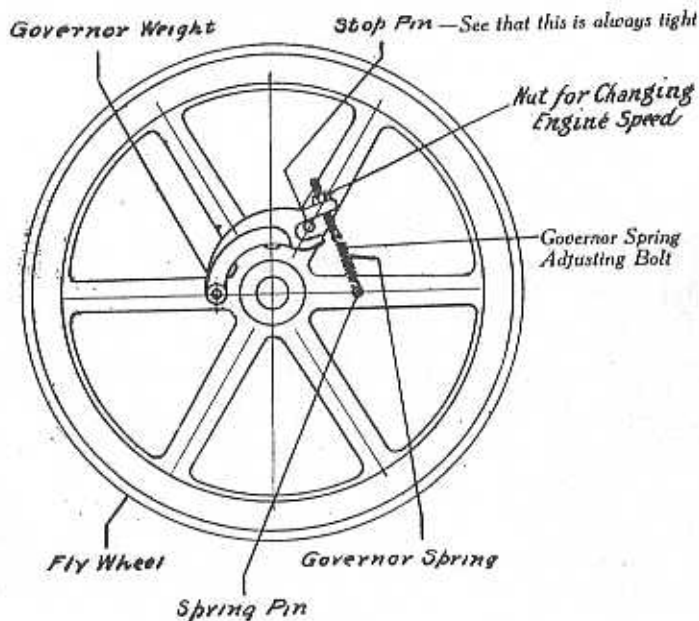 Governor Weight
Stop Pin — See that this is always tight
Nut for Changing
Engine Speed
Governor Spring
Adjusting Bolt
Fly Wheel
Governor Spring
Spring Pin